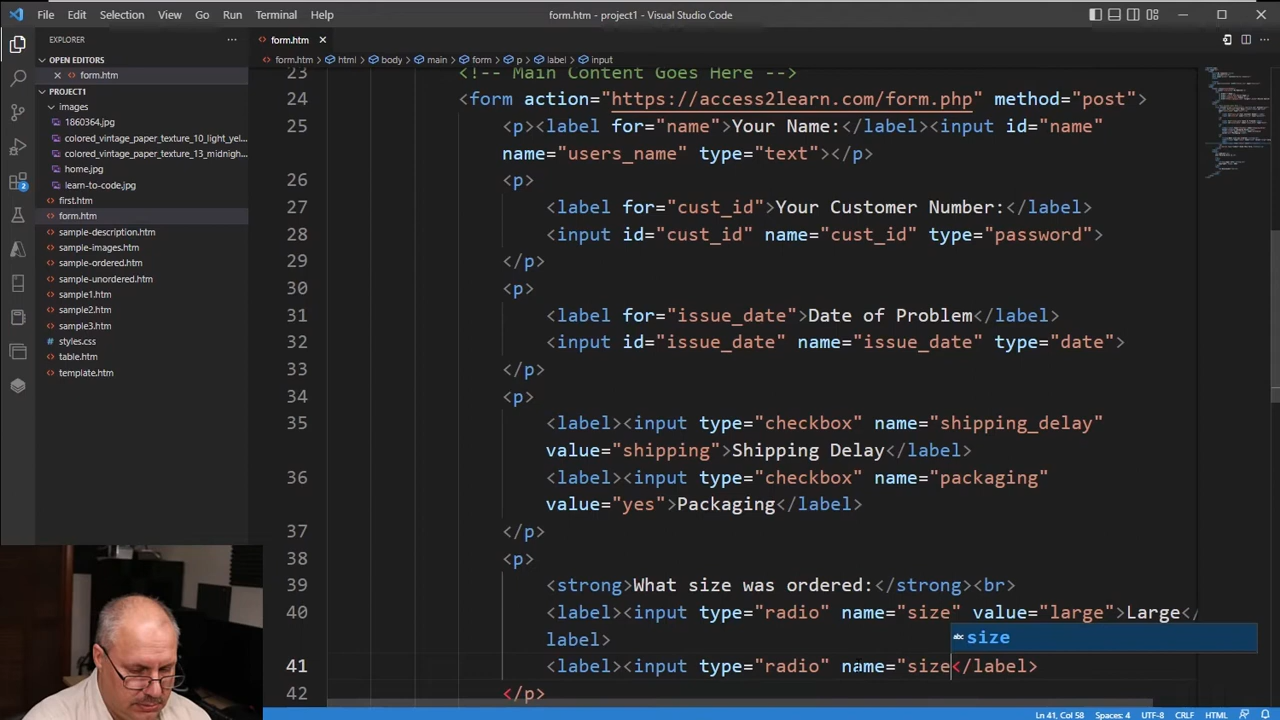 File Edit Selection View Go Run Terminal Help
form.htm - project1 - Visual Studio Code
EXPLORER
form.htm
OPEN EDITORS
form.htm
form.htm > html > body > main > form > p > label > input
PROJECT1
images
1860364.jpg
colored_vintage_paper_texture_10_light_yel...
colored_vintage_paper_texture_13_midnigh...
home.jpg
learn-to-code.jpg
first.htm
form.htm
sample-description.htm
sample-images.htm
sample-ordered.htm
sample-unordered.htm
sample1.htm
sample2.htm
sample3.htm
styles.css
table.htm
template.htm
2
23 <!-- Main Content Goes Here -->
24 <form action="https://access2learn.com/form.php" method="post">
25 <p><label for="name">Your Name:</label><input id="name"
name="users_name" type="text"></p>
26 <p>
27 <label for="cust_id">Your Customer Number:</label>
28 <input id="cust_id" name="cust_id" type="password">
29 </p>
30 <p>
31 <label for="issue_date">Date of Problem</label>
32 <input id="issue_date" name="issue_date" type="date">
33 </p>
34 <p>
35 <label><input type="checkbox" name="shipping_delay"
value="shipping">Shipping Delay</label>
36 <label><input type="checkbox" name="packaging"
value="yes">Packaging</label>
37 </p>
38 <p>
39 <strong>What size was ordered:</strong><br>
40 <label><input type="radio" name="size" value="large">Large</
label>
abc size
41 <label><input type="radio" name="size</label>
42 </p>
Ln 41, Col 58 Spaces: 4 UTF-8 CRLF HTML